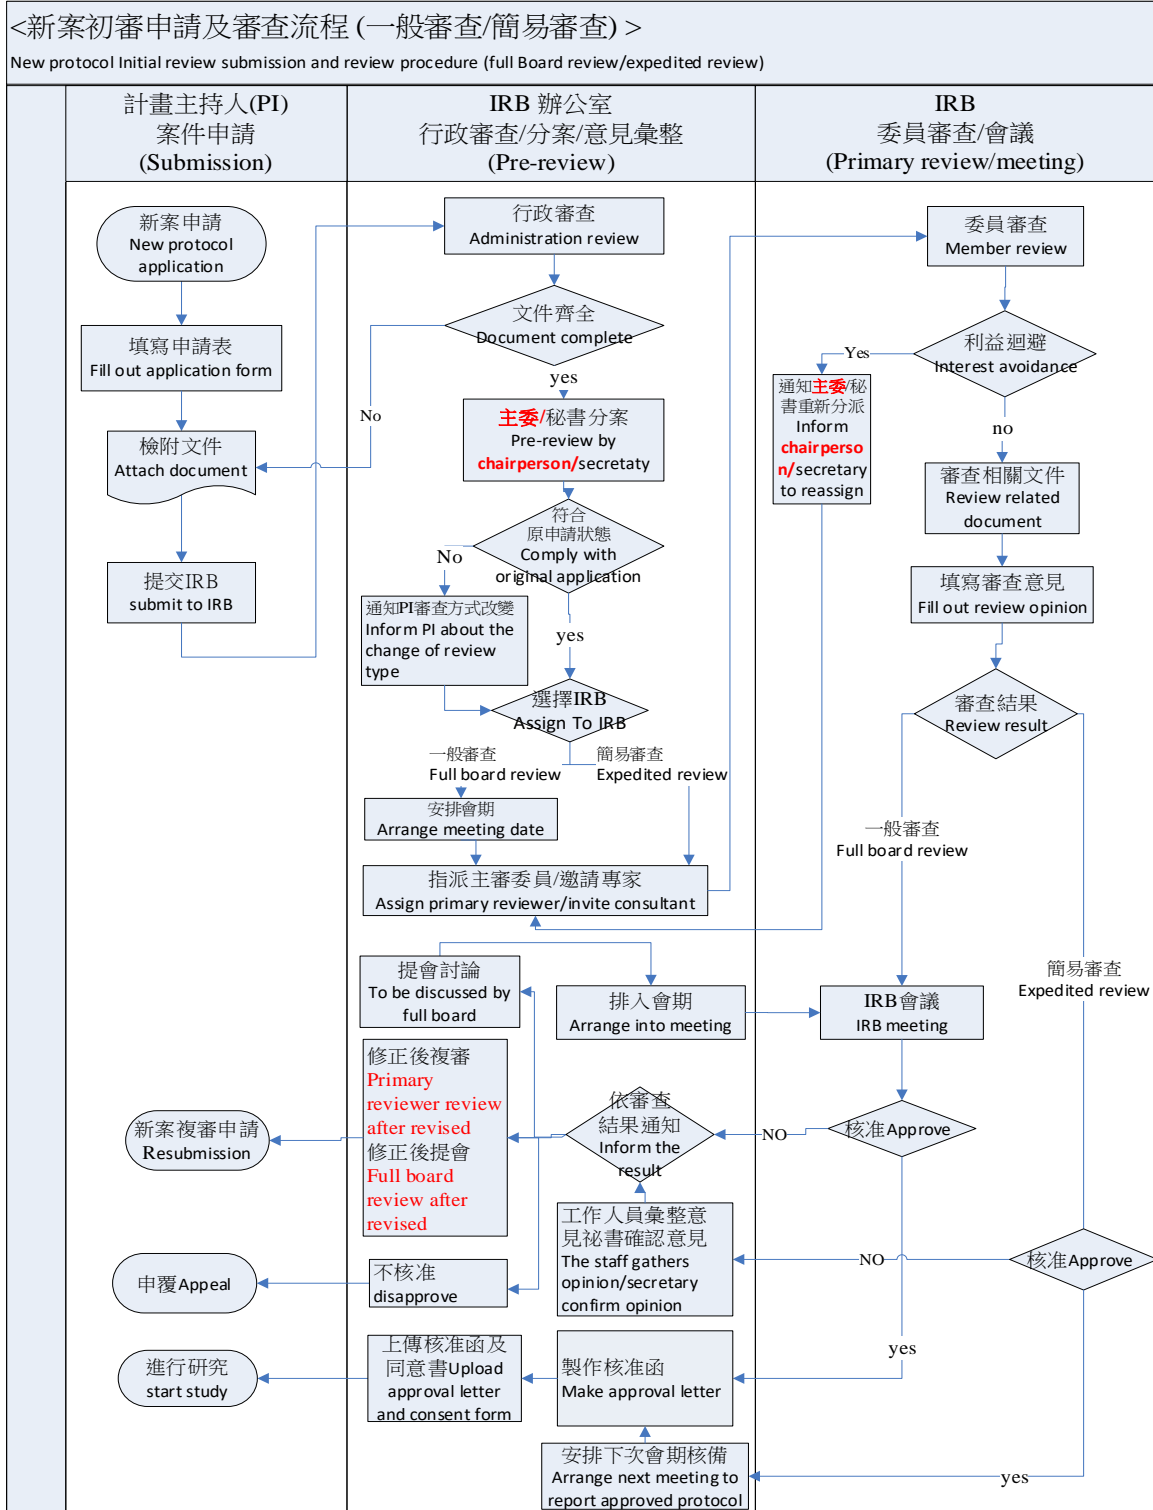 <新案初審申請及審查流程 (一般審查/簡易審查) >
New protocol Initial review submission and review procedure (full Board review/expedited review)
計畫主持人(PI)
案件申請
(Submission)
IRB 辦公室
行政審查/分案/意見彙整
(Pre-review)
IRB
委員審查/會議
(Primary review/meeting)
新案申請
New protocol
application
填寫申請表
Fill out application form
檢附文件
Attach document
提交IRB
submit to IRB
行政審查
Administration review
文件齊全
Document complete
yes
No
主委/秘書分案
Pre-review by
chairperson/secretaty
符合
原申請狀態
Comply with
original application
No
通知PI審查方式改變
Inform PI about the
change of review
type
yes
選擇IRB
Assign To IRB
一般審查
Full board review
簡易審查
Expedited review
安排會期
Arrange meeting date
指派主審委員/邀請專家
Assign primary reviewer/invite consultant
委員審查
Member review
利益迴避
Interest avoidance
Yes
通知主委/秘
書重新分派
Inform
chairperso
n/secretary
to reassign
no
審查相關文件
Review related
document
填寫審查意見
Fill out review opinion
審查結果
Review result
一般審查
Full board review
簡易審查
Expedited review
提會討論
To be discussed by
full board
排入會期
Arrange into meeting
IRB會議
IRB meeting
修正後複審
Primary
reviewer review
after revised
修正後提會
Full board
review after
revised
依審查
結果通知
Inform the
result
NO
核准Approve
新案複審申請
Resubmission
工作人員彙整意
見祕書確認意見
The staff gathers
opinion/secretary
confirm opinion
NO
核准Approve
不核准
disapprove
申覆Appeal
yes
上傳核准函及
同意書Upload
approval letter
and consent form
製作核准函
Make approval letter
進行研究
start study
安排下次會期核備
Arrange next meeting to
report approved protocol
yes